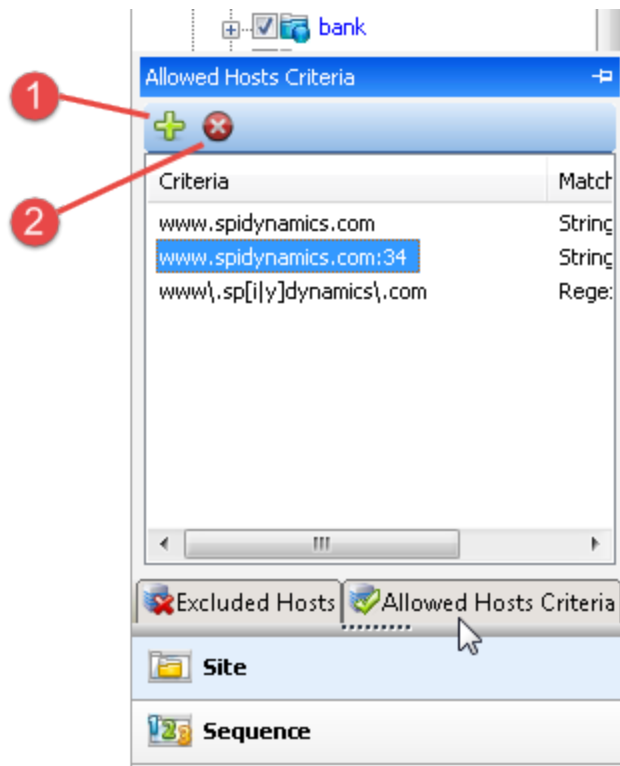 bank
Allowed Hosts Criteria
1
2
Criteria Match
www.spidynamics.com String
www.spidynamics.com:34 String
www\.sp[i|y]dynamics\.com Rege
Excluded Hosts Allowed Hosts Criteria
Site
123 Sequence